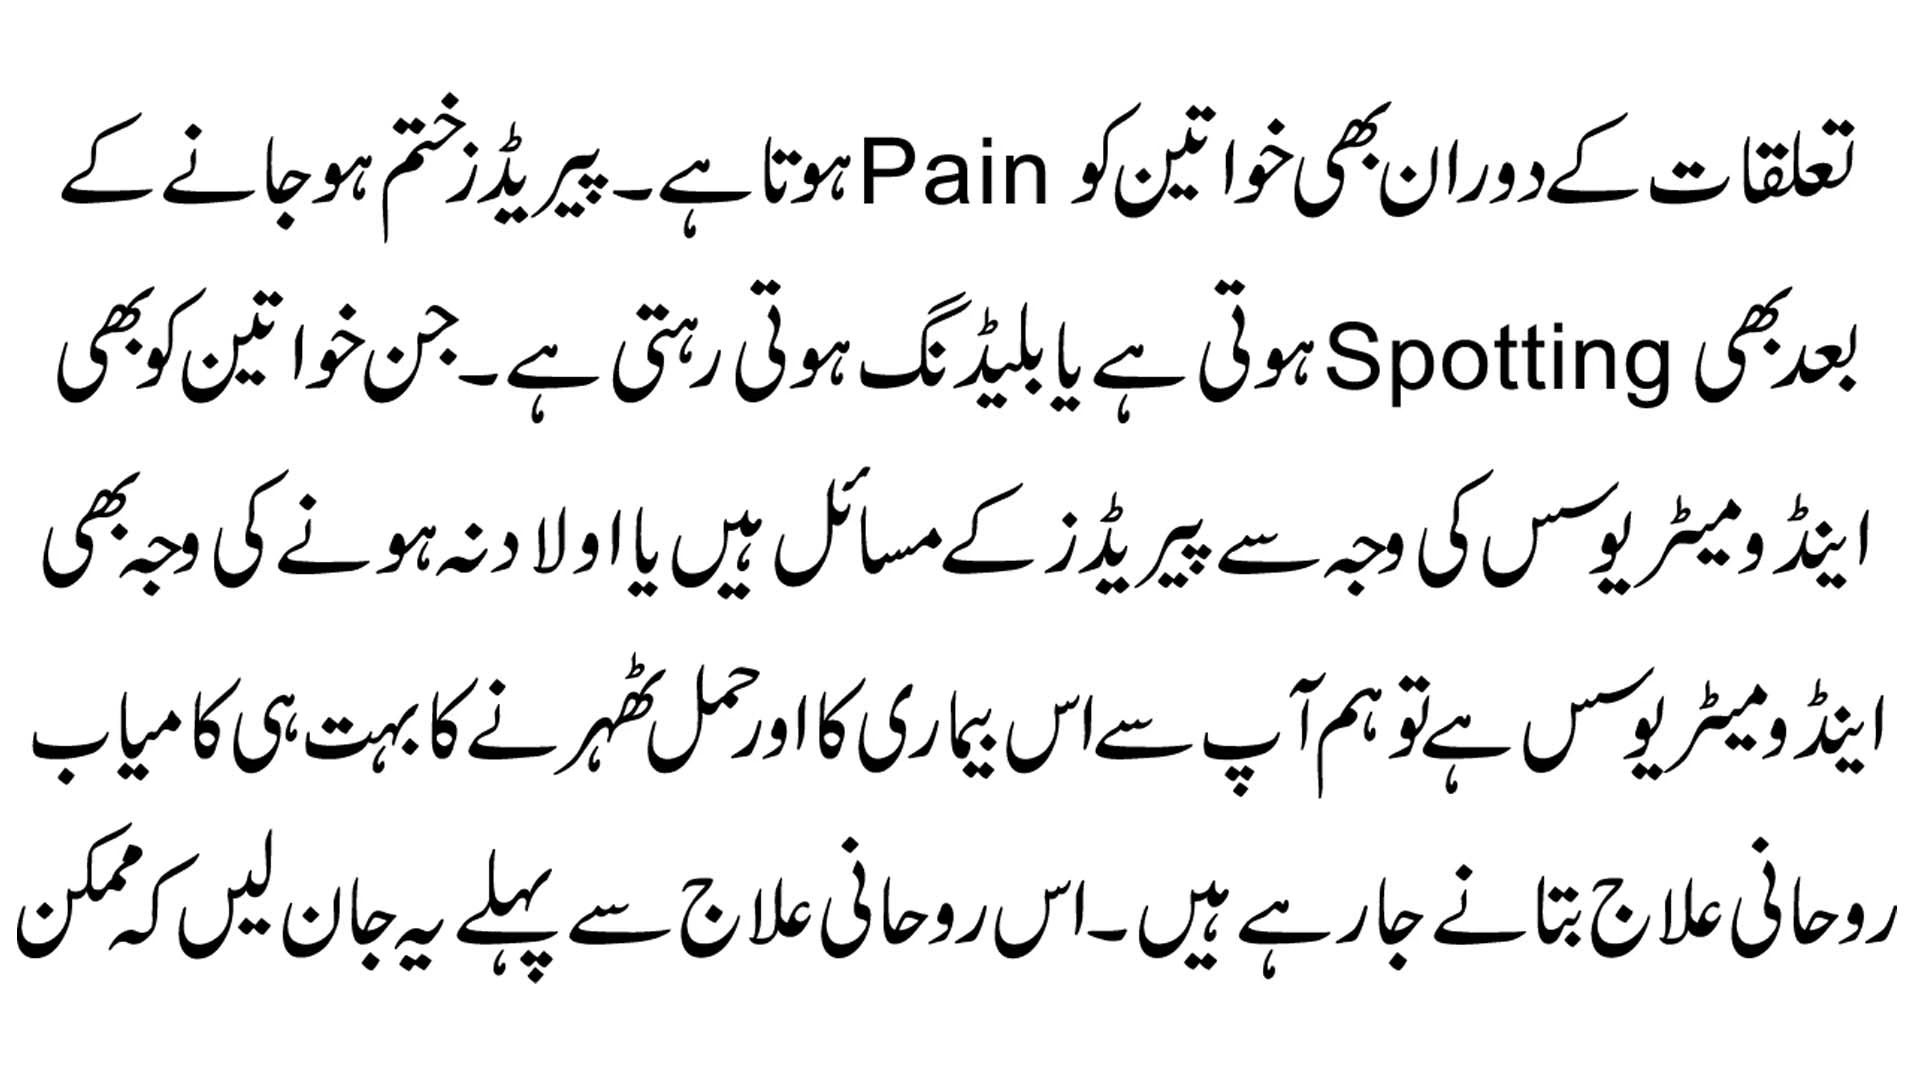 تعلقات کے دوران بھی خواتین کو Pain ہوتا ہے۔ پیریڈز ختم ہو جانے کے
بعد بھی Spotting ہوتی ہے یا بلیڈنگ ہوتی رہتی ہے۔ جن خواتین کو بھی
اینڈومیٹریوسس کی وجہ سے پیریڈز کے مسائل ہیں یا اولاد نہ ہونے کی وجہ بھی
اینڈومیٹریوسس ہے تو ہم آپ سے اس بیماری کا اور حمل ٹھہرنے کا بہت ہی کامیاب
روحانی علاج بتانے جا رہے ہیں۔ اس روحانی علاج سے پہلے یہ جان لیں کہ ممکن